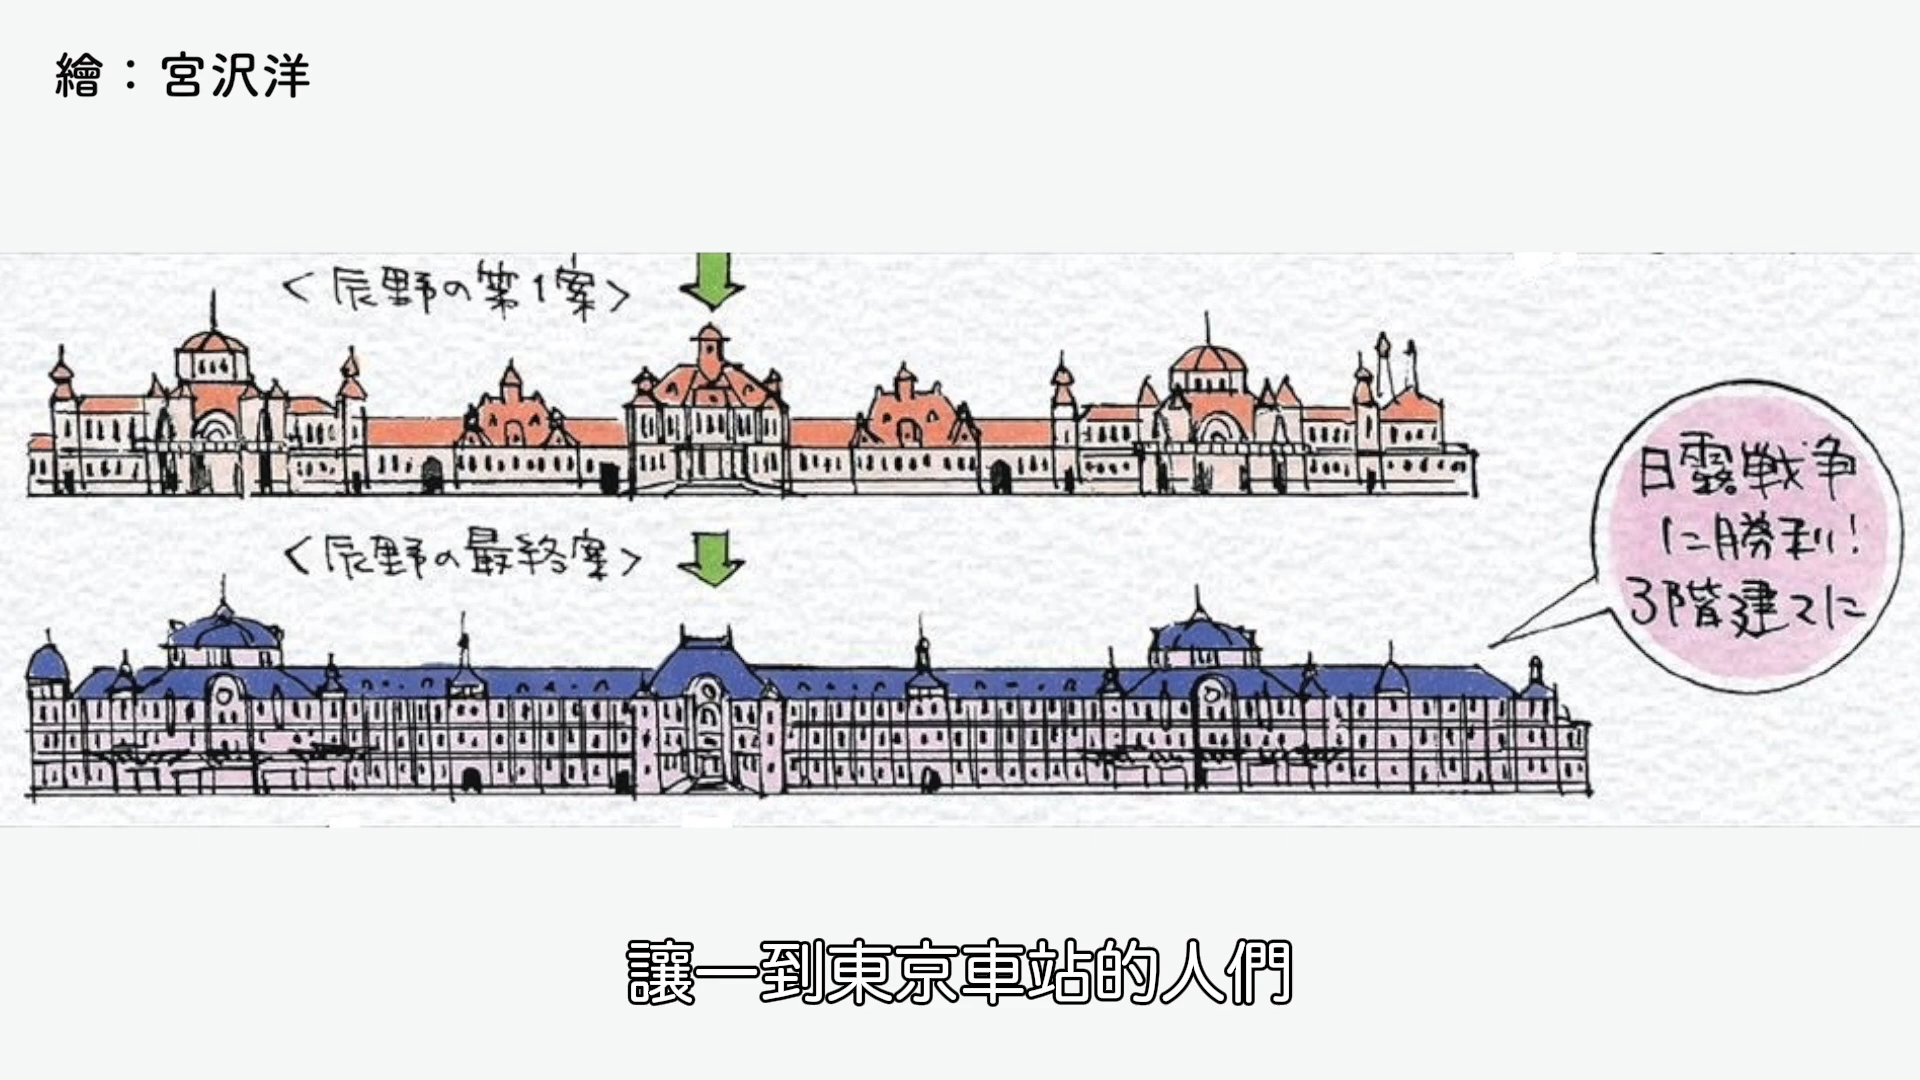 繪：宮沢洋
<辰野の第1案>
<辰野の最終案>
日露戦争
に勝利!
3階建てに
讓一到東京車站的人們